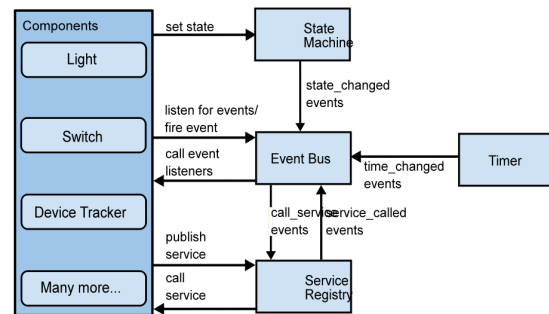 Components
Light
Switch
Device Tracker
Many more...
set state
State
Machine
state_changed
events
listen for events/
fire event
call event
listeners
Event Bus
time_changed
events
Timer
call_service
events
service_called
events
publish
service
call
service
Service
Registry